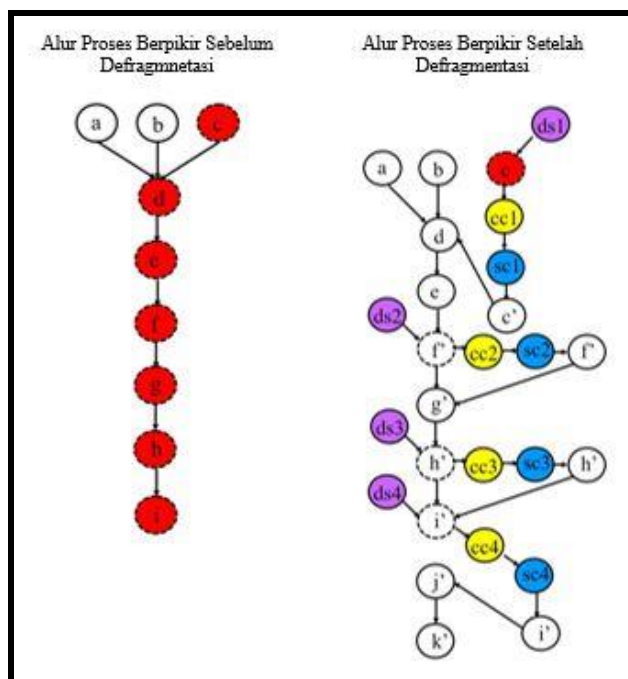 Alur Proses Berpikir Sebelum
Defragmnetasi
a b c
d
e
f
g
h
i
Alur Proses Berpikir Setelah
Defragmentasi
ds1
a b c
cc1
d
sc1
e
c'
ds2
f' cc2 sc2 f'
g'
ds3
h' cc3 sc3 h'
ds4
i'
cc4
j' sc4
k' i'